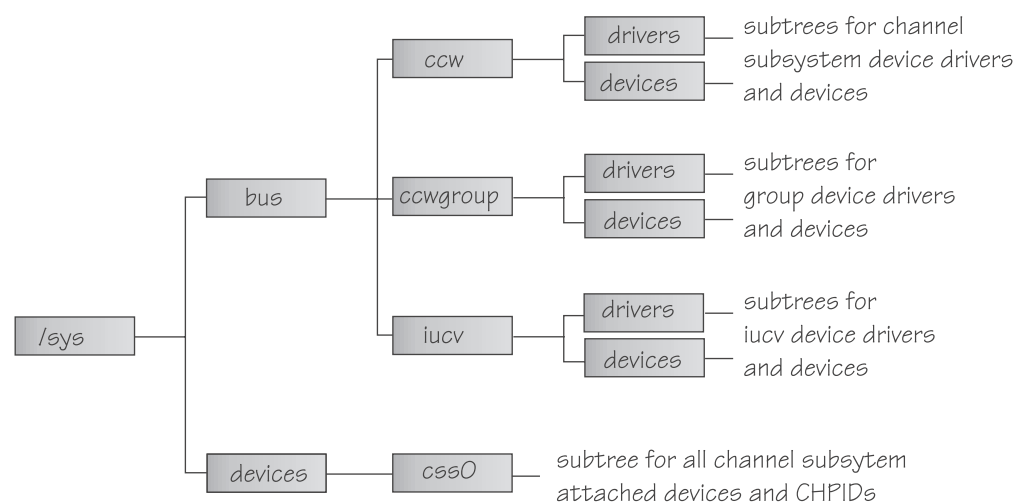 drivers
subtrees for channel
ccw
subsystem device drivers
devices
and devices
drivers
subtrees for
bus
ccwgroup
group device drivers
devices
and devices
drivers
subtrees for
/sys
iucv
iucv device drivers
devices
and devices
devices
css0
subtree for all channel subsytem
attached devices and CHPIDs